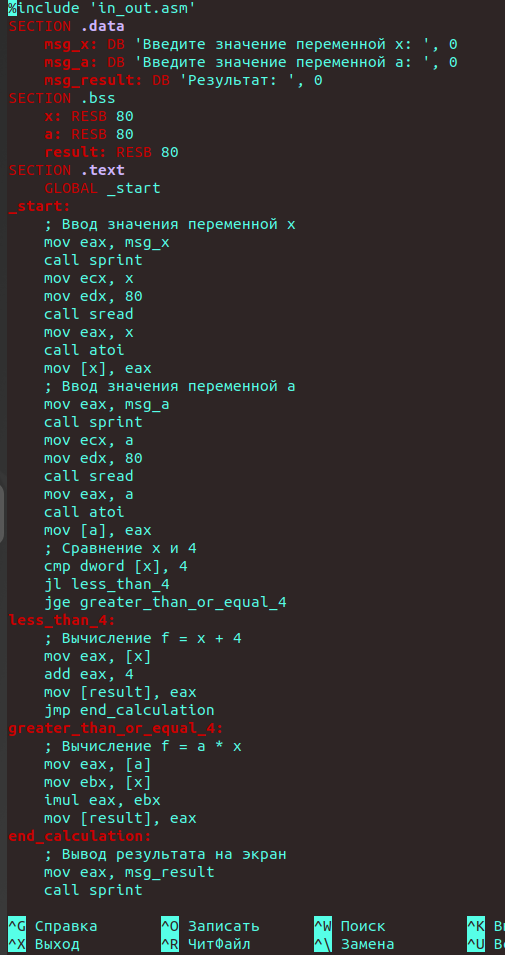 %include 'in_out.asm'
SECTION .data
    msg_x: DB 'Введите значение переменной x: ', 0
    msg_a: DB 'Введите значение переменной a: ', 0
    msg_result: DB 'Результат: ', 0
SECTION .bss
    x: RESB 80
    a: RESB 80
    result: RESB 80
SECTION .text
    GLOBAL _start
_start:
    ; Ввод значения переменной x
    mov eax, msg_x
    call sprint
    mov ecx, x
    mov edx, 80
    call sread
    mov eax, x
    call atoi
    mov [x], eax
    ; Ввод значения переменной a
    mov eax, msg_a
    call sprint
    mov ecx, a
    mov edx, 80
    call sread
    mov eax, a
    call atoi
    mov [a], eax
    ; Сравнение x и 4
    cmp dword [x], 4
    jl less_than_4
    jge greater_than_or_equal_4
less_than_4:
    ; Вычисление f = x + 4
    mov eax, [x]
    add eax, 4
    mov [result], eax
    jmp end_calculation
greater_than_or_equal_4:
    ; Вычисление f = a * x
    mov eax, [a]
    mov ebx, [x]
    imul eax, ebx
    mov [result], eax
end_calculation:
    ; Вывод результата на экран
    mov eax, msg_result
    call sprint
^G Справка ^O Записать ^W Поиск ^K
^X Выход ^R ЧитФайл ^\ Замена ^U